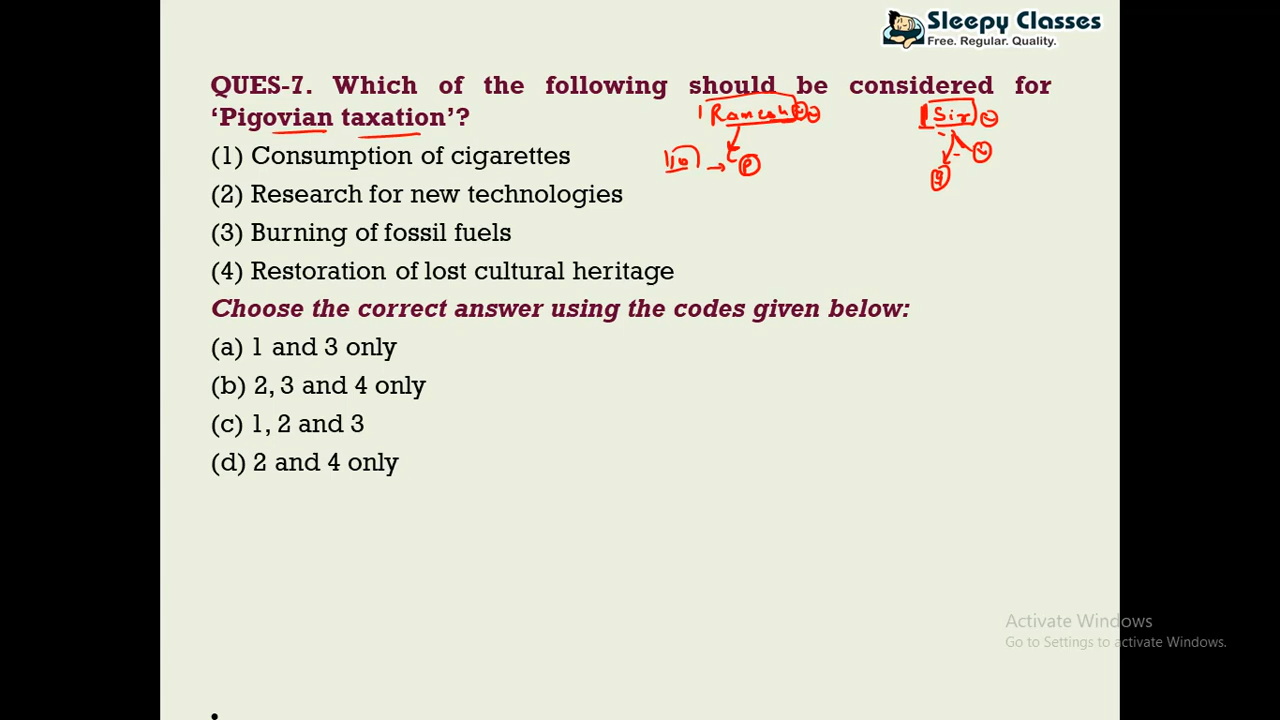 Sleepy Classes
Free. Regular. Quality.
QUES-7. Which of the following should be considered for
‘Pigovian taxation’?
Ramesh
Sir
(1) Consumption of cigarettes
(2) Research for new technologies
(3) Burning of fossil fuels
(4) Restoration of lost cultural heritage
Choose the correct answer using the codes given below:
(a) 1 and 3 only
(b) 2, 3 and 4 only
(c) 1, 2 and 3
(d) 2 and 4 only
Activate Windows
Go to Settings to activate Windows.